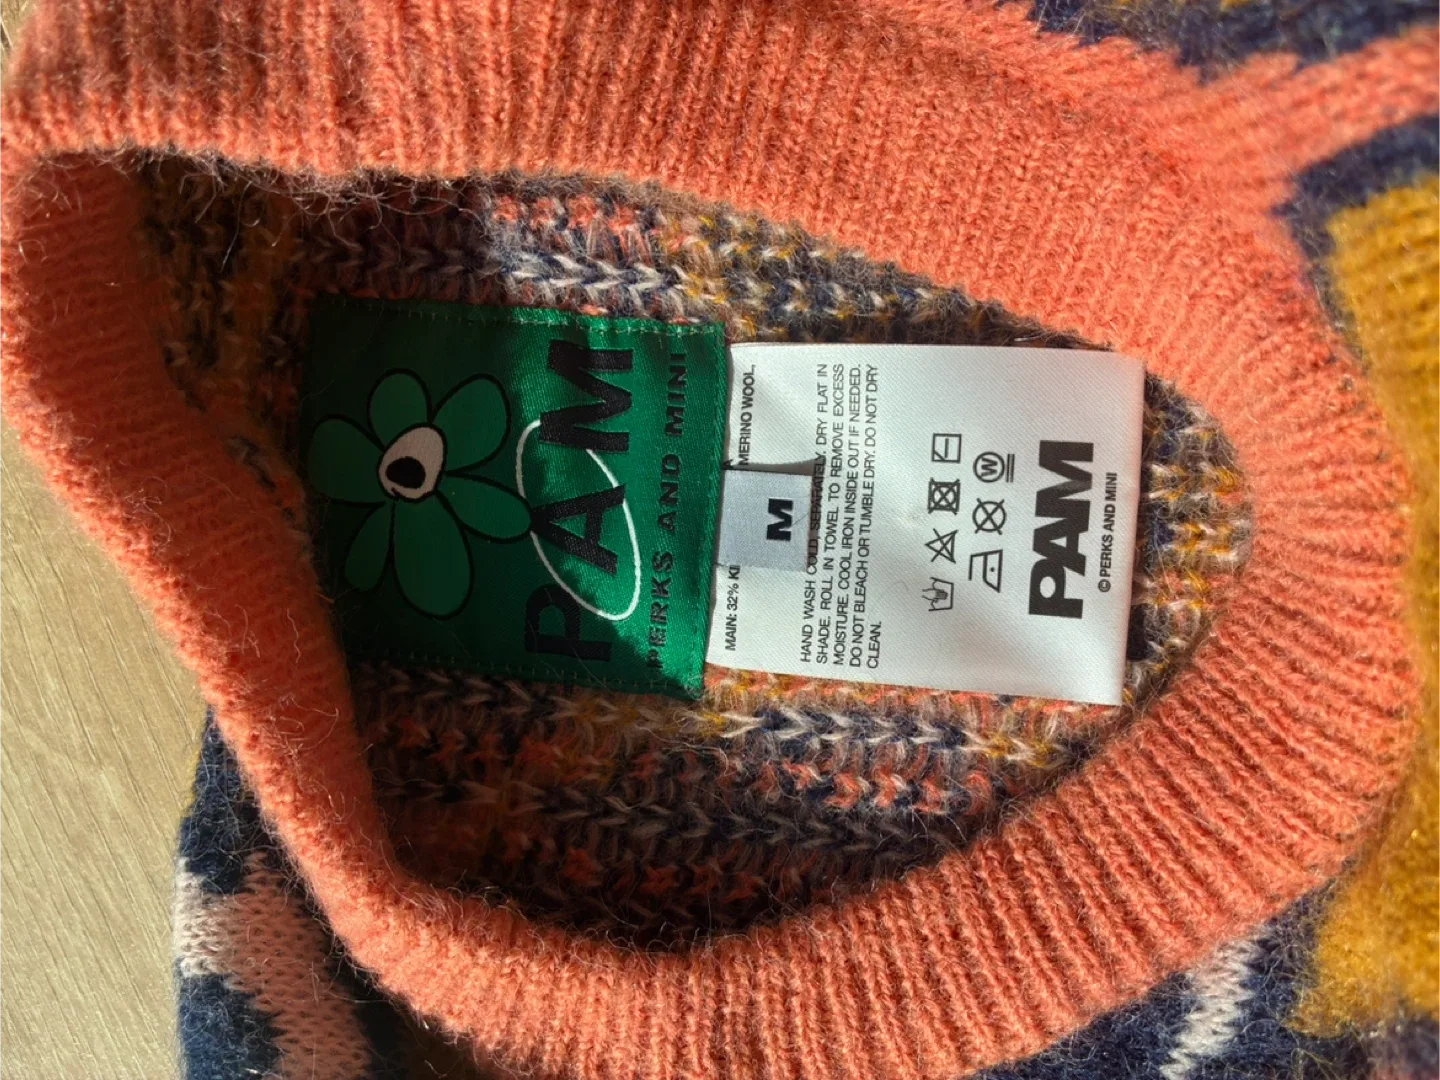 PAM
PERKS AND MINI
M
MAIN: 32% MERINO WOOL,
HAND WASH COLD, SEPARATELY. DRY FLAT IN
SHADE. ROLL IN TOWEL TO REMOVE EXCESS
MOISTURE. COOL IRON INSIDE OUT IF NEEDED.
DO NOT BLEACH OR TUMBLE DRY. DO NOT DRY
CLEAN.
W
PAM
© PERKS AND MINI